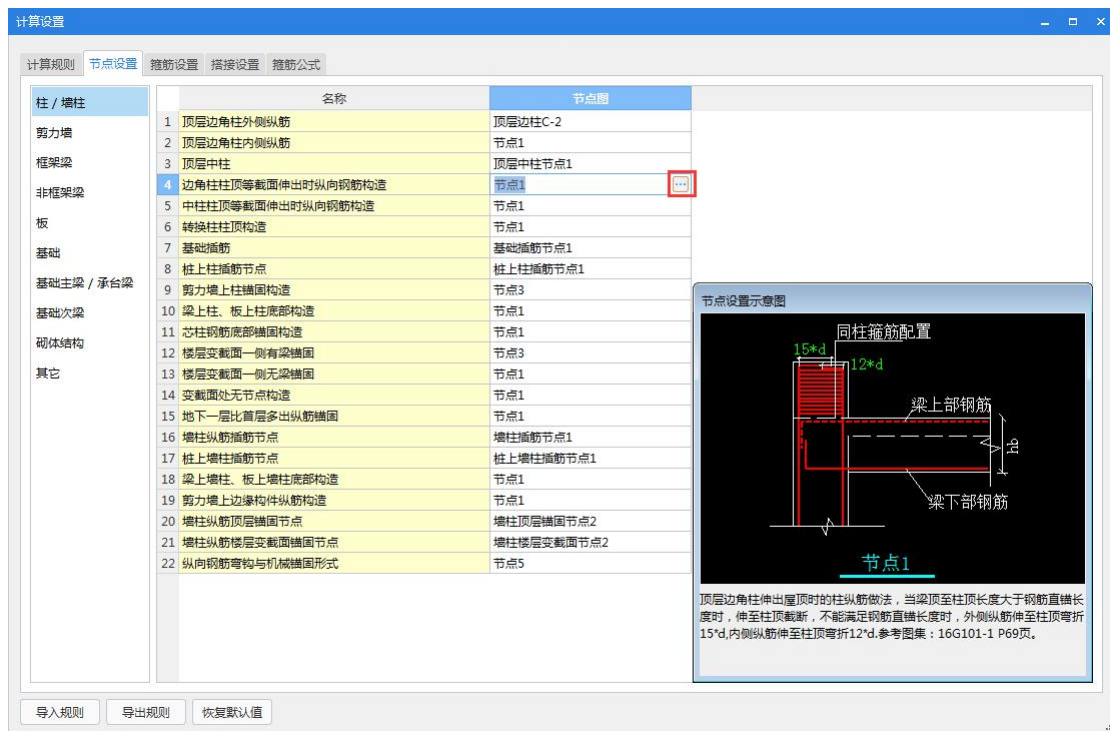 计算设置
计算规则 节点设置 箍筋设置 搭接设置 箍筋公式
柱 / 墙柱
剪力墙
框架梁
非框架梁
板
基础
基础主梁 / 承台梁
基础次梁
砌体结构
其它
名称 节点图
1 顶层边角柱外侧纵筋 顶层边柱C-2
2 顶层边角柱内侧纵筋 节点1
3 顶层中柱 顶层中柱节点1
4 边角柱柱顶等截面伸出时纵向钢筋构造 节点1 ...
5 中柱柱顶等截面伸出时纵向钢筋构造 节点1
6 转换柱柱顶构造 节点1
7 基础插筋 基础插筋节点1
8 桩上柱插筋节点 桩上柱插筋节点1
9 剪力墙上柱锚固构造 节点3
10 梁上柱、板上柱底部构造 节点1
11 芯柱钢筋底部锚固构造 节点1
12 楼层变截面一侧有梁锚固 节点3
13 楼层变截面一侧无梁锚固 节点1
14 变截面处无节点构造 节点1
15 地下一层比首层多出纵筋锚固 节点1
16 墙柱纵筋插筋节点 墙柱插筋节点1
17 桩上墙柱插筋节点 桩上墙柱插筋节点1
18 梁上墙柱、板上墙柱底部构造 节点1
19 剪力墙上边缘构件纵筋构造 节点1
20 墙柱纵筋顶层锚固节点 墙柱顶层锚固节点2
21 墙柱纵筋楼层变截面锚固节点 墙柱楼层变截面节点2
22 纵向钢筋弯钩与机械锚固形式 节点5
节点设置示意图
同柱箍筋配置
15*d
12*d
梁上部钢筋
hb
梁下部钢筋
节点1
顶层边角柱伸出屋顶时的柱纵筋做法，当梁顶至柱顶长度大于钢筋直锚长
度时，伸至柱顶截断，不能满足钢筋直锚长度时，外侧纵筋伸至柱顶弯折
15*d,内侧纵筋伸至柱顶弯折12*d.参考图集：16G101-1 P69页。
导入规则 导出规则 恢复默认值